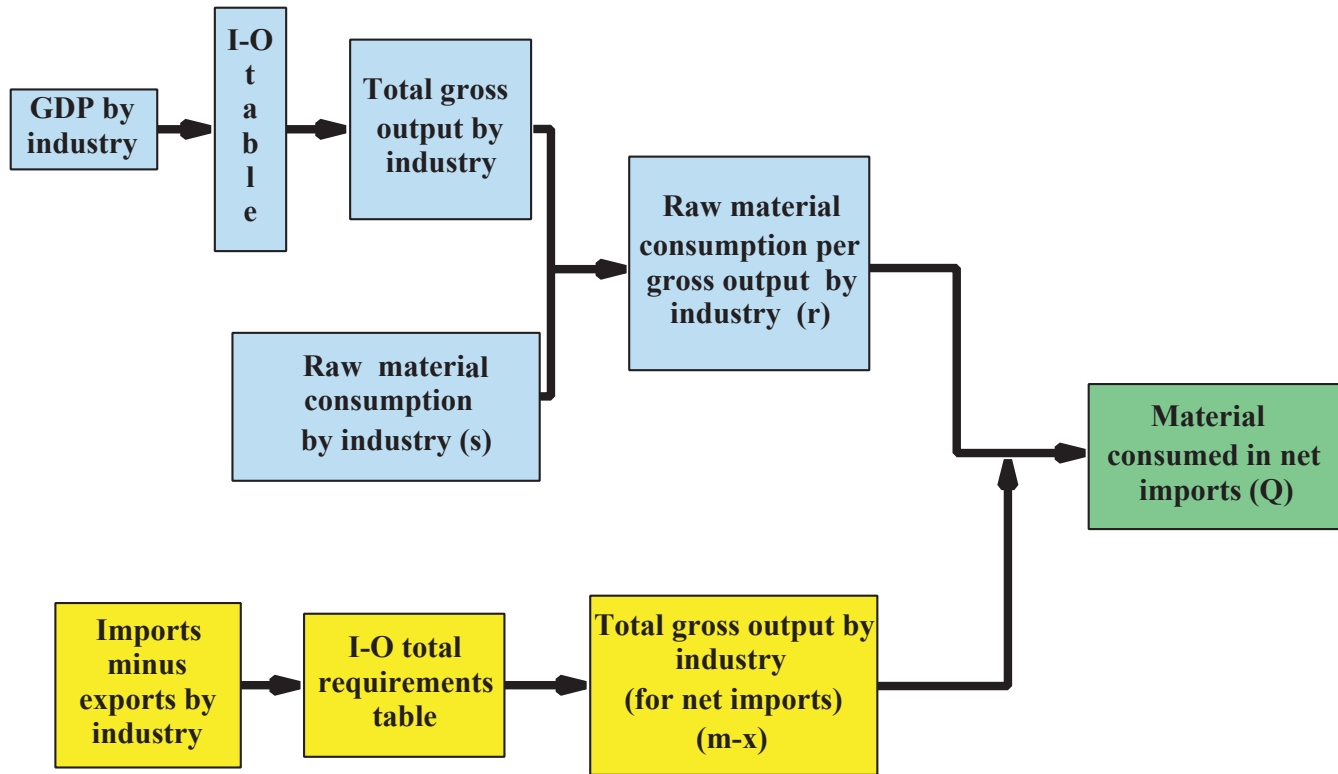 GDP by
industry
I-O
t
a
b
l
e
Total gross
output by
industry
Raw material
consumption
by industry (s)
Raw material
consumption per
gross output by
industry (r)
Material
consumed in net
imports (Q)
Imports
minus
exports by
industry
I-O total
requirements
table
Total gross output by
industry
(for net imports)
(m-x)